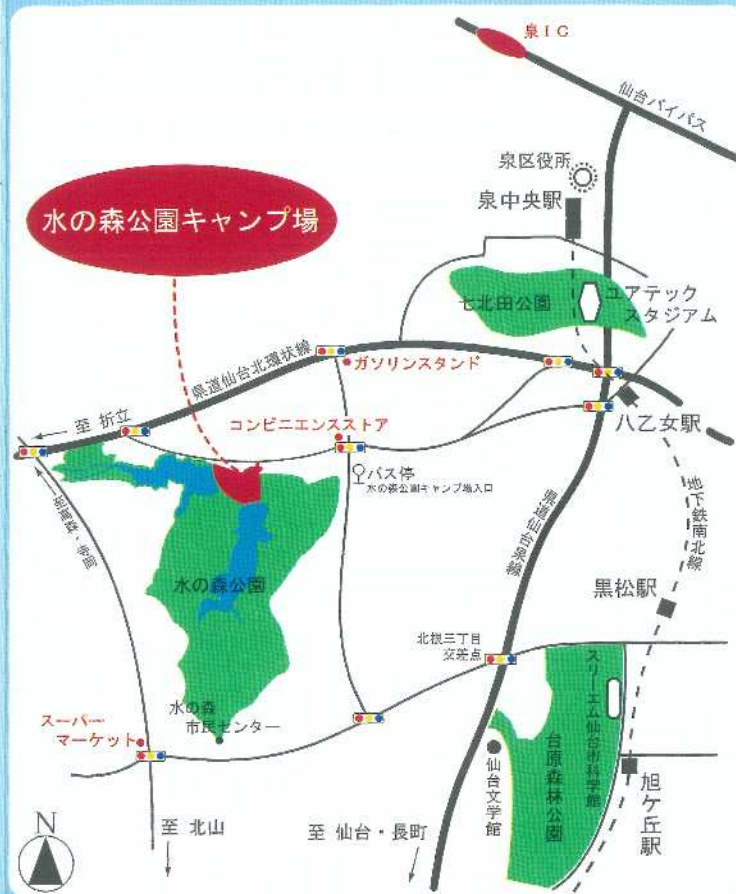 泉IC
仙台バイパス
泉区役所
泉中央駅
水の森公園キャンプ場
七北田公園
ユアテック
スタジアム
県道仙台北環状線
ガソリンスタンド
至 折立
コンビニエンスストア
八乙女駅
バス停
水の森公園キャンプ場入口
地下鉄南北線
県道仙台泉線
水の森公園
黒松駅
北根三丁目
交差点
水の森
市民センター
スーパー
マーケット
スリーエム仙台市科学館
台原森林公園
仙台文学館
旭ケ丘駅
N
至 北山
至 仙台・長町